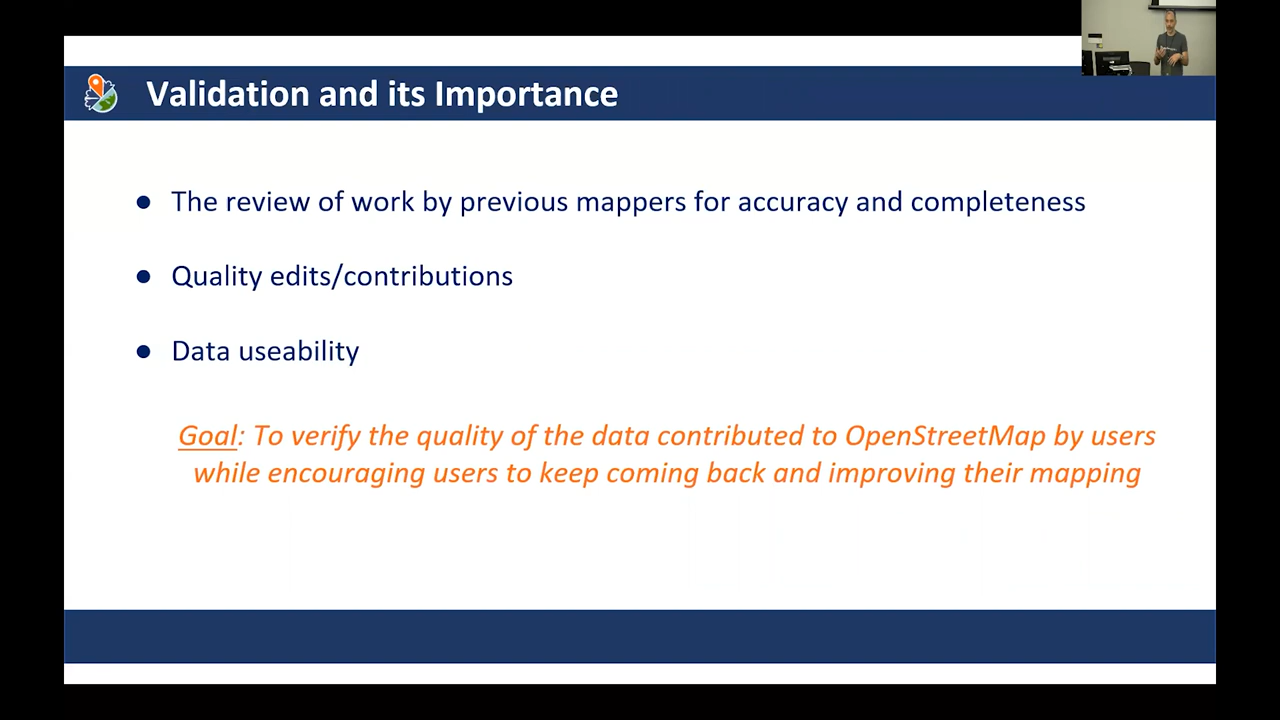 Validation and its Importance
● The review of work by previous mappers for accuracy and completeness
● Quality edits/contributions
● Data useability
Goal: To verify the quality of the data contributed to OpenStreetMap by users
while encouraging users to keep coming back and improving their mapping